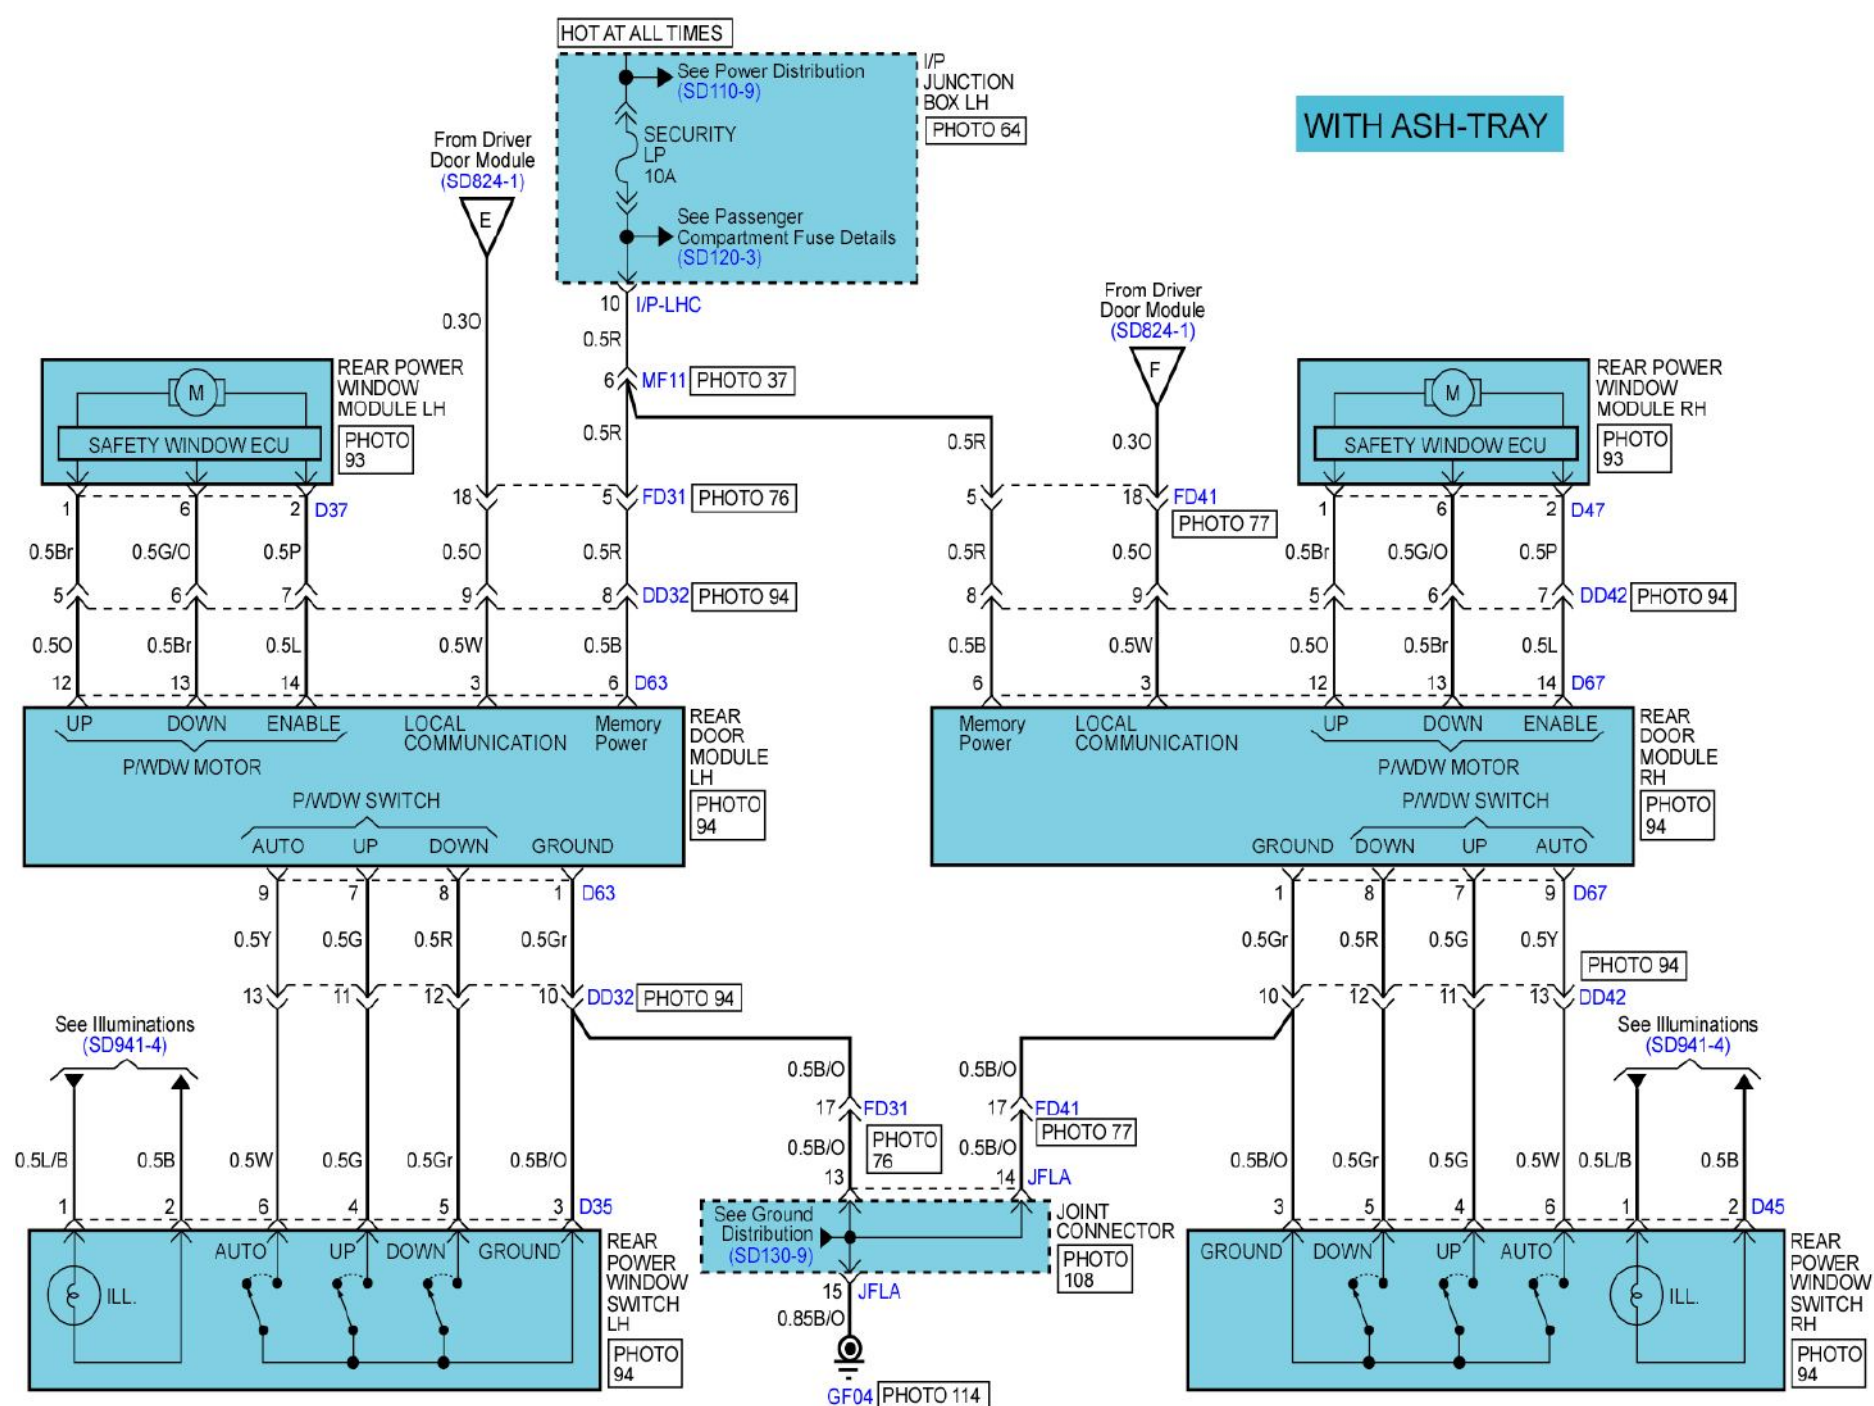 HOT AT ALL TIMES
See Power Distribution
(SD110-9)
SECURITY
LP
10A
See Passenger
Compartment Fuse Details
(SD120-3)
I/P
JUNCTION
BOX LH
PHOTO 64
WITH ASH-TRAY
From Driver
Door Module
(SD824-1)
E
0.3O
10 I/P-LHC
0.5R
6 MF11 PHOTO 37
0.5R
From Driver
Door Module
(SD824-1)
F
0.5R 0.3O
M
SAFETY WINDOW ECU
REAR POWER
WINDOW
MODULE LH
PHOTO
93
M
SAFETY WINDOW ECU
REAR POWER
WINDOW
MODULE RH
PHOTO
93
1 6 2 D37
18 5 FD31 PHOTO 76
5 18 FD41
PHOTO 77
1 6 2 D47
0.5Br 0.5G/O 0.5P 0.5O 0.5R
0.5R 0.5O 0.5Br 0.5G/O 0.5P
5 6 7 9 8 DD32 PHOTO 94
8 9 5 6 7 DD42 PHOTO 94
0.5O 0.5Br 0.5L 0.5W 0.5B
0.5B 0.5W 0.5O 0.5Br 0.5L
12 13 14 3 6 D63
6 3 12 13 14 D67
UP DOWN ENABLE
P/WDW MOTOR
LOCAL
COMMUNICATION
Memory
Power
P/WDW SWITCH
AUTO UP DOWN GROUND
REAR
DOOR
MODULE
LH
PHOTO
94
Memory
Power
LOCAL
COMMUNICATION
UP DOWN ENABLE
P/WDW MOTOR
P/WDW SWITCH
GROUND DOWN UP AUTO
REAR
DOOR
MODULE
RH
PHOTO
94
9 7 8 1 D63
1 8 7 9 D67
0.5Y 0.5G 0.5R 0.5Gr
0.5Gr 0.5R 0.5G 0.5Y
13 11 12 10 DD32 PHOTO 94
PHOTO 94
10 12 11 13 DD42
See Illuminations
(SD941-4)
See Illuminations
(SD941-4)
0.5B/O 0.5B/O
17 FD31
PHOTO
76
17 FD41
PHOTO 77
0.5B/O 0.5B/O
13 14 JFLA
0.5L/B 0.5B 0.5W 0.5G 0.5Gr 0.5B/O
0.5B/O 0.5Gr 0.5G 0.5W 0.5L/B 0.5B
1 2 6 4 5 3 D35
3 5 4 6 1 2 D45
ILL.
AUTO UP DOWN GROUND
REAR
POWER
WINDOW
SWITCH
LH
PHOTO
94
See Ground
Distribution
(SD130-9)
JOINT
CONNECTOR
PHOTO
108
15 JFLA
0.85B/O
GF04 PHOTO 114
GROUND DOWN UP AUTO
ILL.
REAR
POWER
WINDOW
SWITCH
RH
PHOTO
94